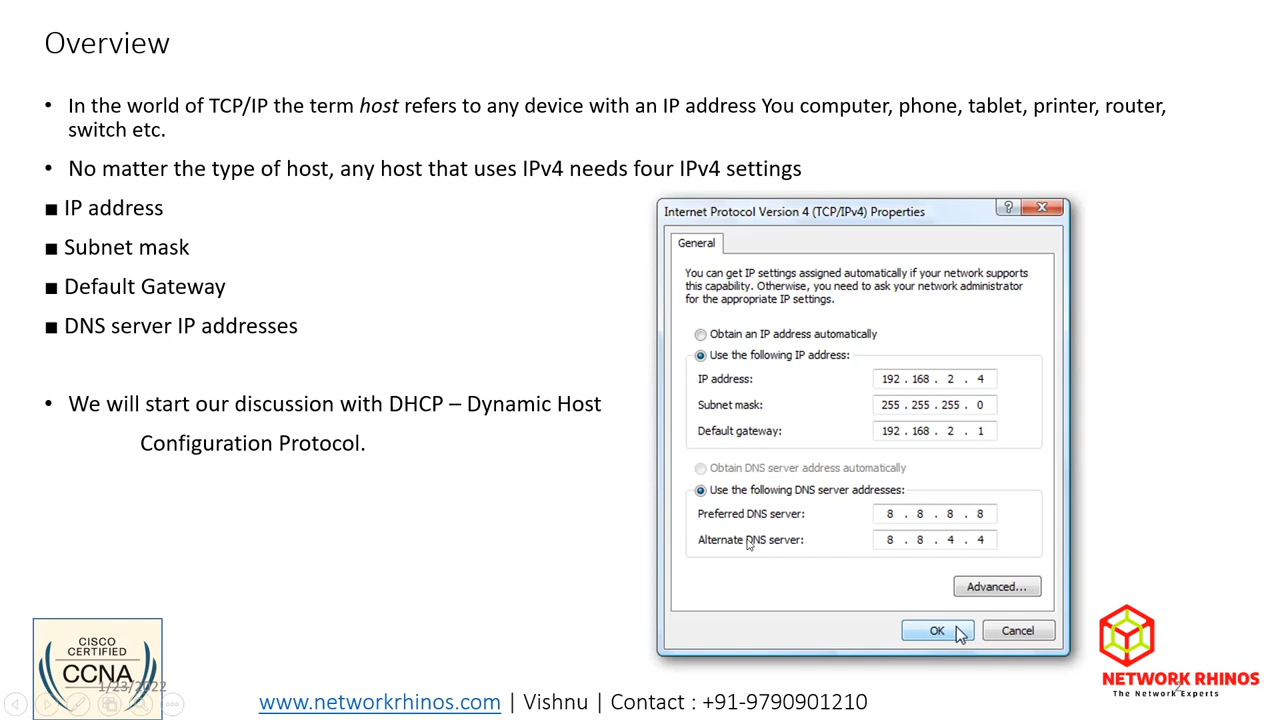 Overview
• In the world of TCP/IP the term host refers to any device with an IP address You computer, phone, tablet, printer, router,
switch etc.
• No matter the type of host, any host that uses IPv4 needs four IPv4 settings
■ IP address
■ Subnet mask
■ Default Gateway
■ DNS server IP addresses
• We will start our discussion with DHCP – Dynamic Host
Configuration Protocol.
Internet Protocol Version 4 (TCP/IPv4) Properties
General
You can get IP settings assigned automatically if your network supports
this capability. Otherwise, you need to ask your network administrator
for the appropriate IP settings.
Obtain an IP address automatically
Use the following IP address:
IP address: 192 . 168 . 2 . 4
Subnet mask: 255 . 255 . 255 . 0
Default gateway: 192 . 168 . 2 . 1
Obtain DNS server address automatically
Use the following DNS server addresses:
Preferred DNS server: 8 . 8 . 8 . 8
Alternate DNS server: 8 . 8 . 4 . 4
Advanced...
OK Cancel
CISCO
CERTIFIED
CCNA
1/23/2022
www.networkrhinos.com | Vishnu | Contact : +91-9790901210
NETWORK RHINOS
The Network Experts